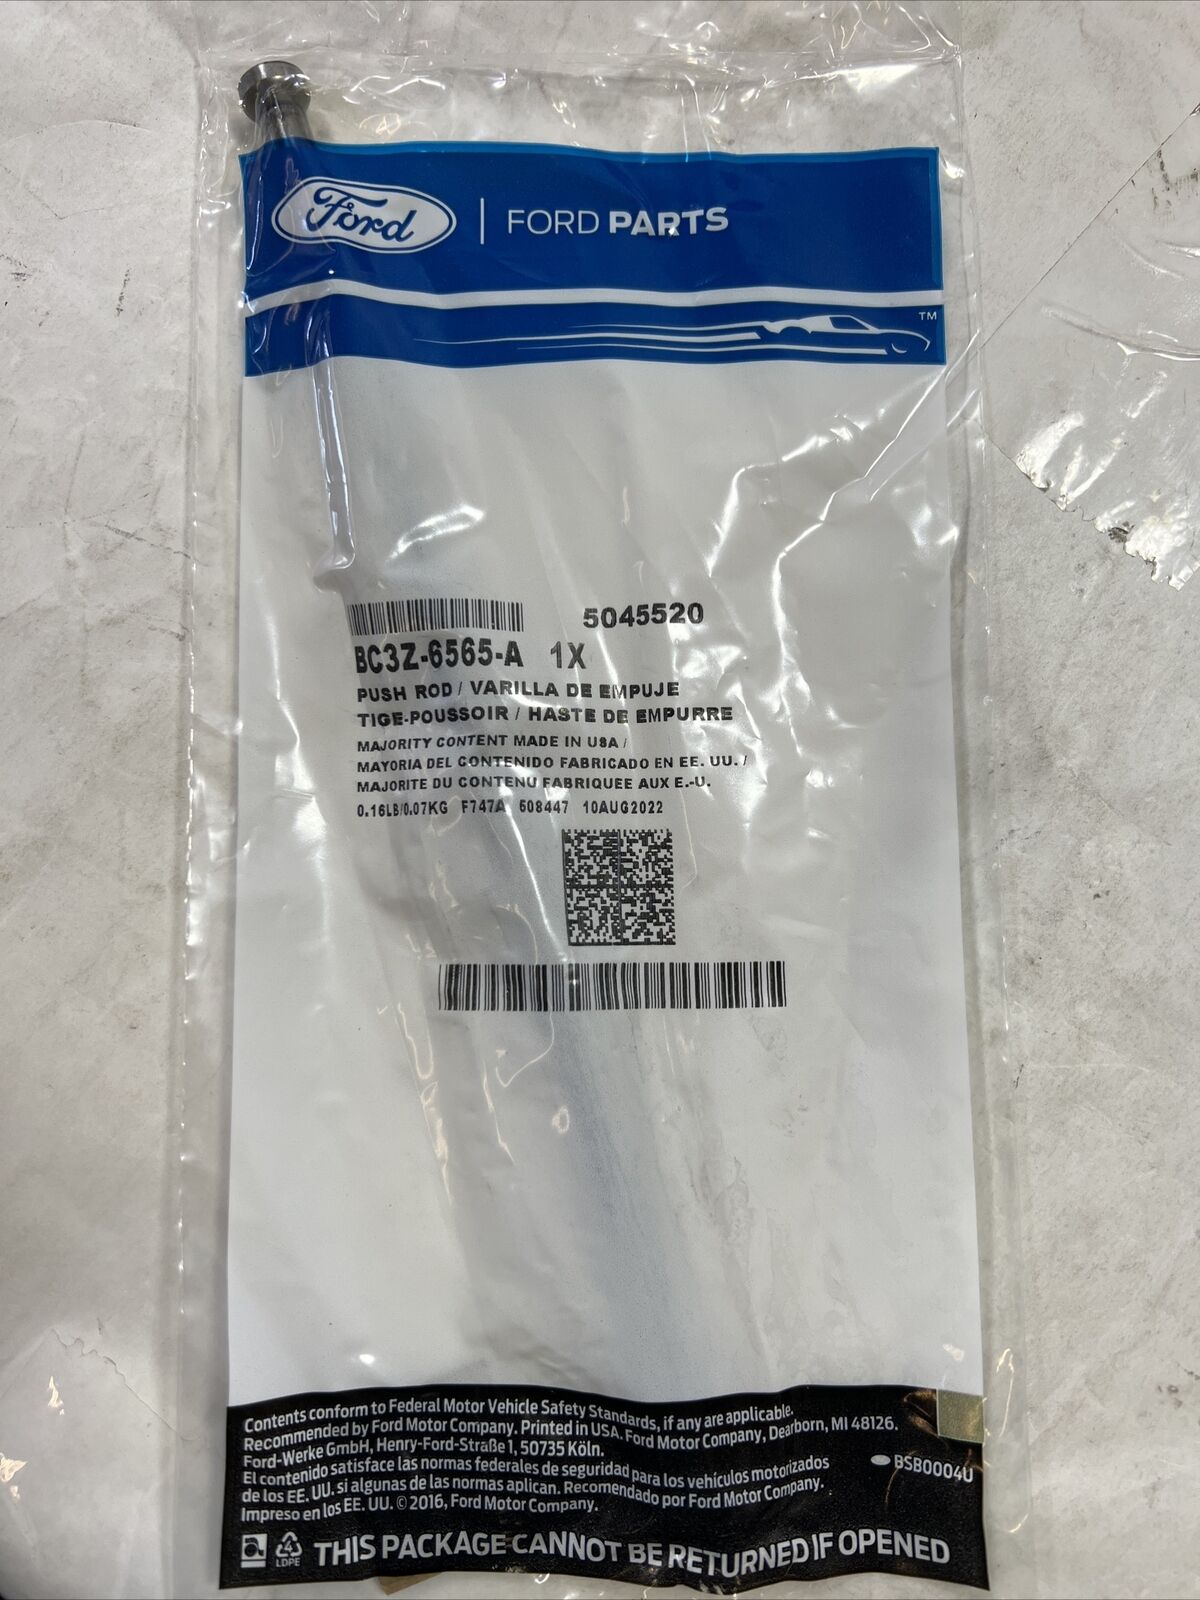 Ford | FORD PARTS
TM
5045520
BC3Z-6565-A 1X
PUSH ROD / VARILLA DE EMPUJE
TIGE-POUSSOIR / HASTE DE EMPURRE
MAJORITY CONTENT MADE IN USA /
MAYORIA DEL CONTENIDO FABRICADO EN EE. UU. /
MAJORITE DU CONTENU FABRIQUEE AUX E.-U.
0.16LB/0.07KG F747A 608447 10AUG2022
Contents conform to Federal Motor Vehicle Safety Standards, if any are applicable.
Recommended by Ford Motor Company. Printed in USA. Ford Motor Company, Dearborn, MI 48126.
Ford-Werke GmbH, Henry-Ford-Straße 1, 50735 Köln.
El contenido satisface las normas federales de seguridad para los vehículos motorizados
de los EE. UU. si algunas de las normas aplican. Recomendado por Ford Motor Company.
Impreso en los EE. UU. © 2016, Ford Motor Company.
BSB0004U
4
LDPE
THIS PACKAGE CANNOT BE RETURNED IF OPENED